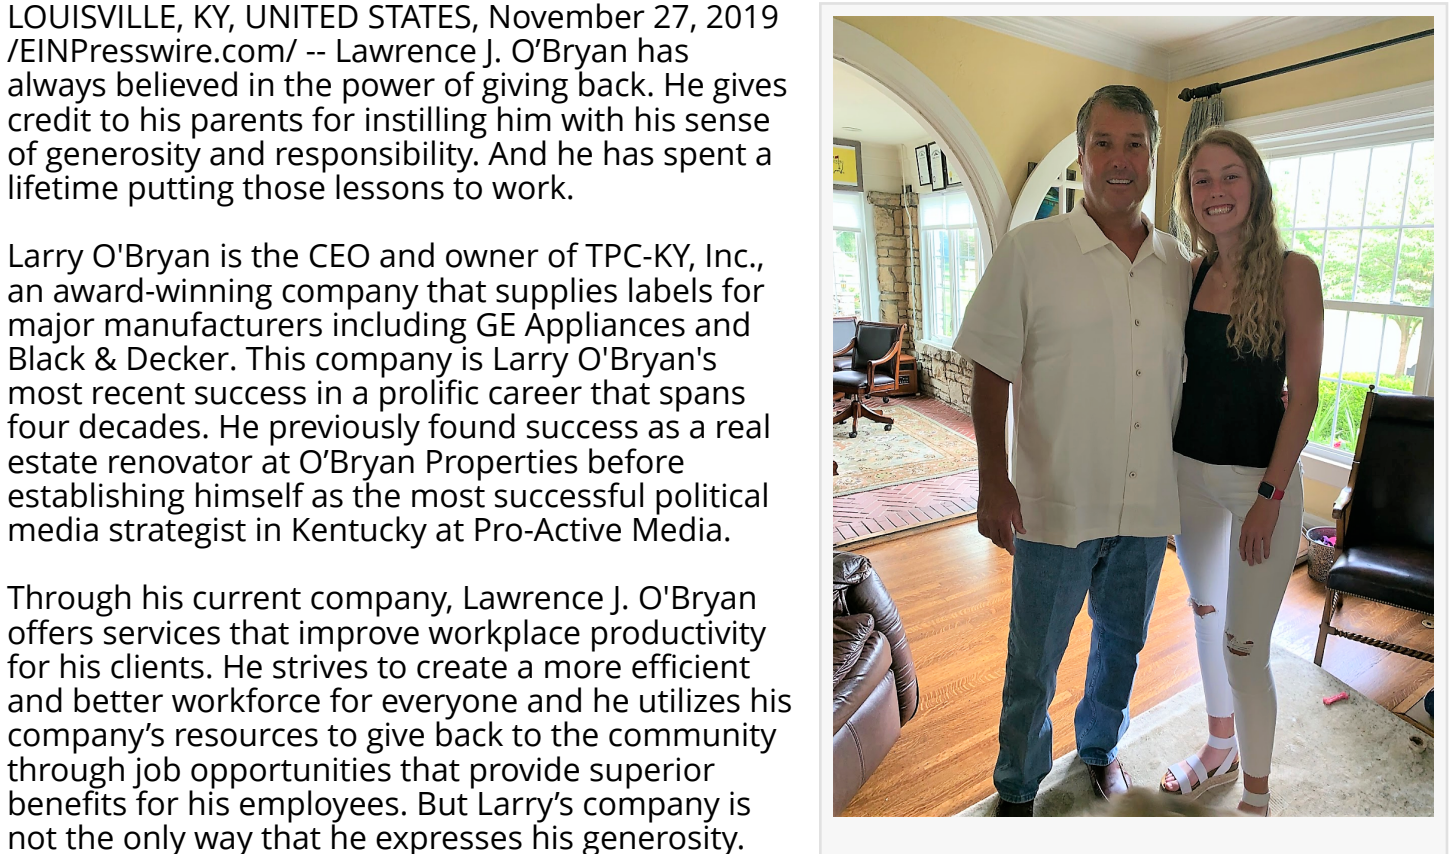 LOUISVILLE, KY, UNITED STATES, November 27, 2019
/EINPresswire.com/ -- Lawrence J. O’Bryan has
always believed in the power of giving back. He gives
credit to his parents for instilling him with his sense
of generosity and responsibility. And he has spent a
lifetime putting those lessons to work.
Larry O'Bryan is the CEO and owner of TPC-KY, Inc.,
an award-winning company that supplies labels for
major manufacturers including GE Appliances and
Black & Decker. This company is Larry O'Bryan's
most recent success in a prolific career that spans
four decades. He previously found success as a real
estate renovator at O’Bryan Properties before
establishing himself as the most successful political
media strategist in Kentucky at Pro-Active Media.
Through his current company, Lawrence J. O'Bryan
offers services that improve workplace productivity
for his clients. He strives to create a more efficient
and better workforce for everyone and he utilizes his
company’s resources to give back to the community
through job opportunities that provide superior
benefits for his employees. But Larry’s company is
not the only way that he expresses his generosity.